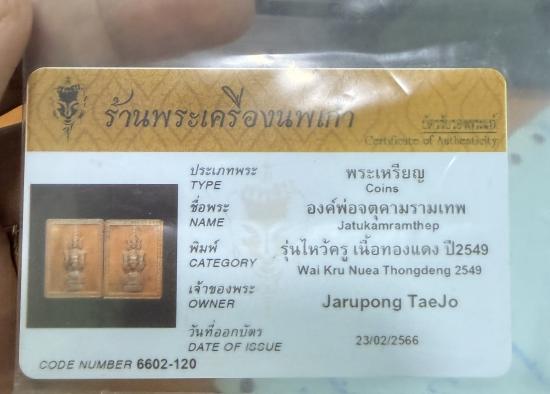 ร้านพระเครื่องนพเก้า
บัตรรับรองพระแท้
Certificate of Authenticity
ประเภทพระ พระเหรียญ
TYPE Coins
ชื่อพระ องค์พ่อจตุคามรามเทพ
NAME Jatukamramthep
พิมพ์ รุ่นไหว้ครู เนื้อทองแดง ปี2549
CATEGORY Wai Kru Nuea Thongdeng 2549
เจ้าของพระ
OWNER Jarupong TaeJo
วันที่ออกบัตร
DATE OF ISSUE 23/02/2566
CODE NUMBER 6602-120